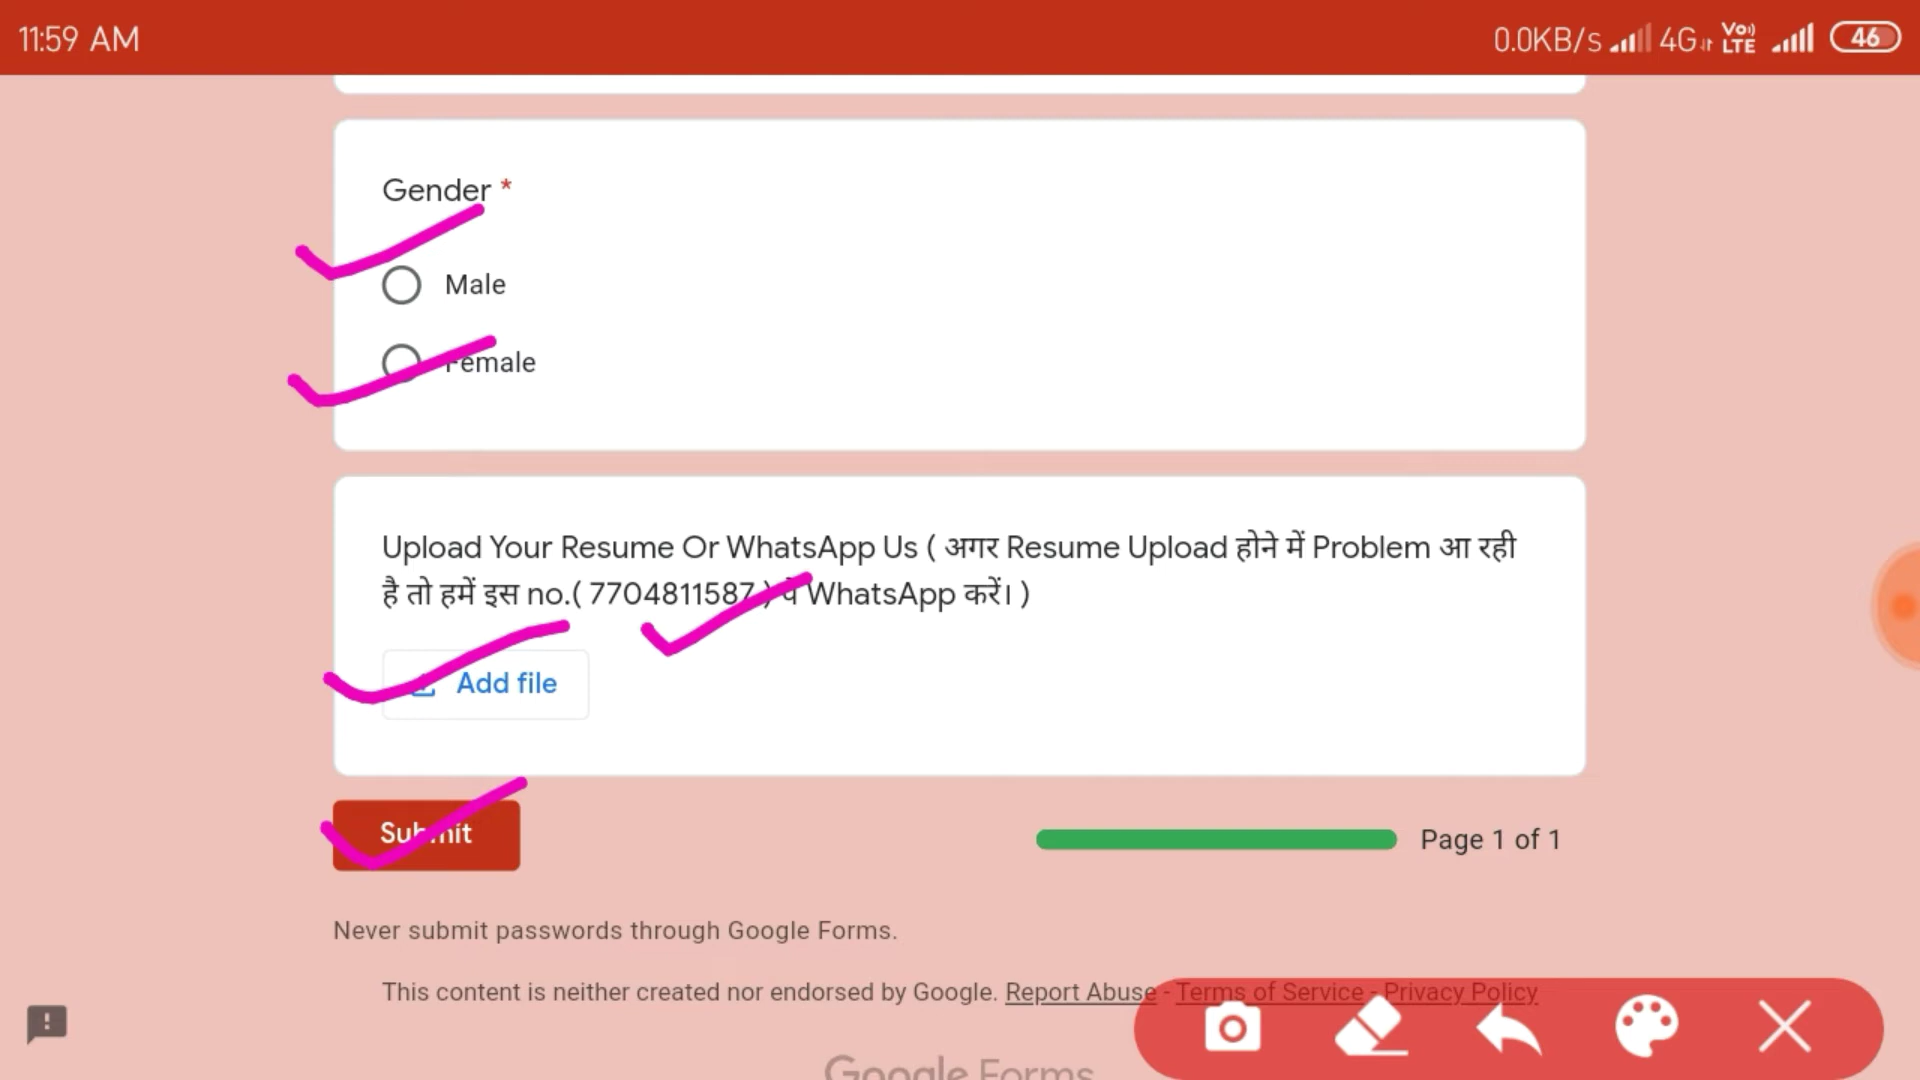 11:59 AM
0.0KB/s 4G Vo)) LTE 46
Gender *
Male
Female
Upload Your Resume Or WhatsApp Us ( अगर Resume Upload होने में Problem आ रही
है तो हमें इस no.( 7704811587 ) पे WhatsApp करें। )
Add file
Submit
Page 1 of 1
Never submit passwords through Google Forms.
This content is neither created nor endorsed by Google. Report Abuse - Terms of Service - Privacy Policy
Google Forms